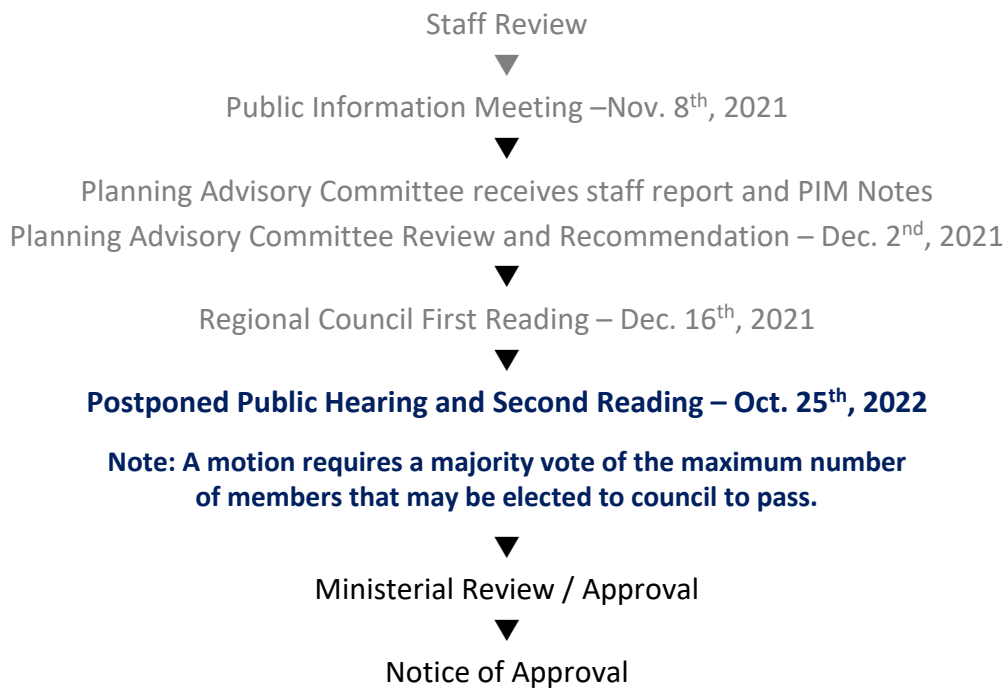 Staff Review
Public Information Meeting –Nov. 8th, 2021
Planning Advisory Committee receives staff report and PIM Notes
Planning Advisory Committee Review and Recommendation – Dec. 2nd, 2021
Regional Council First Reading – Dec. 16th, 2021
Postponed Public Hearing and Second Reading – Oct. 25th, 2022
Note: A motion requires a majority vote of the maximum number
of members that may be elected to council to pass.
Ministerial Review / Approval
Notice of Approval